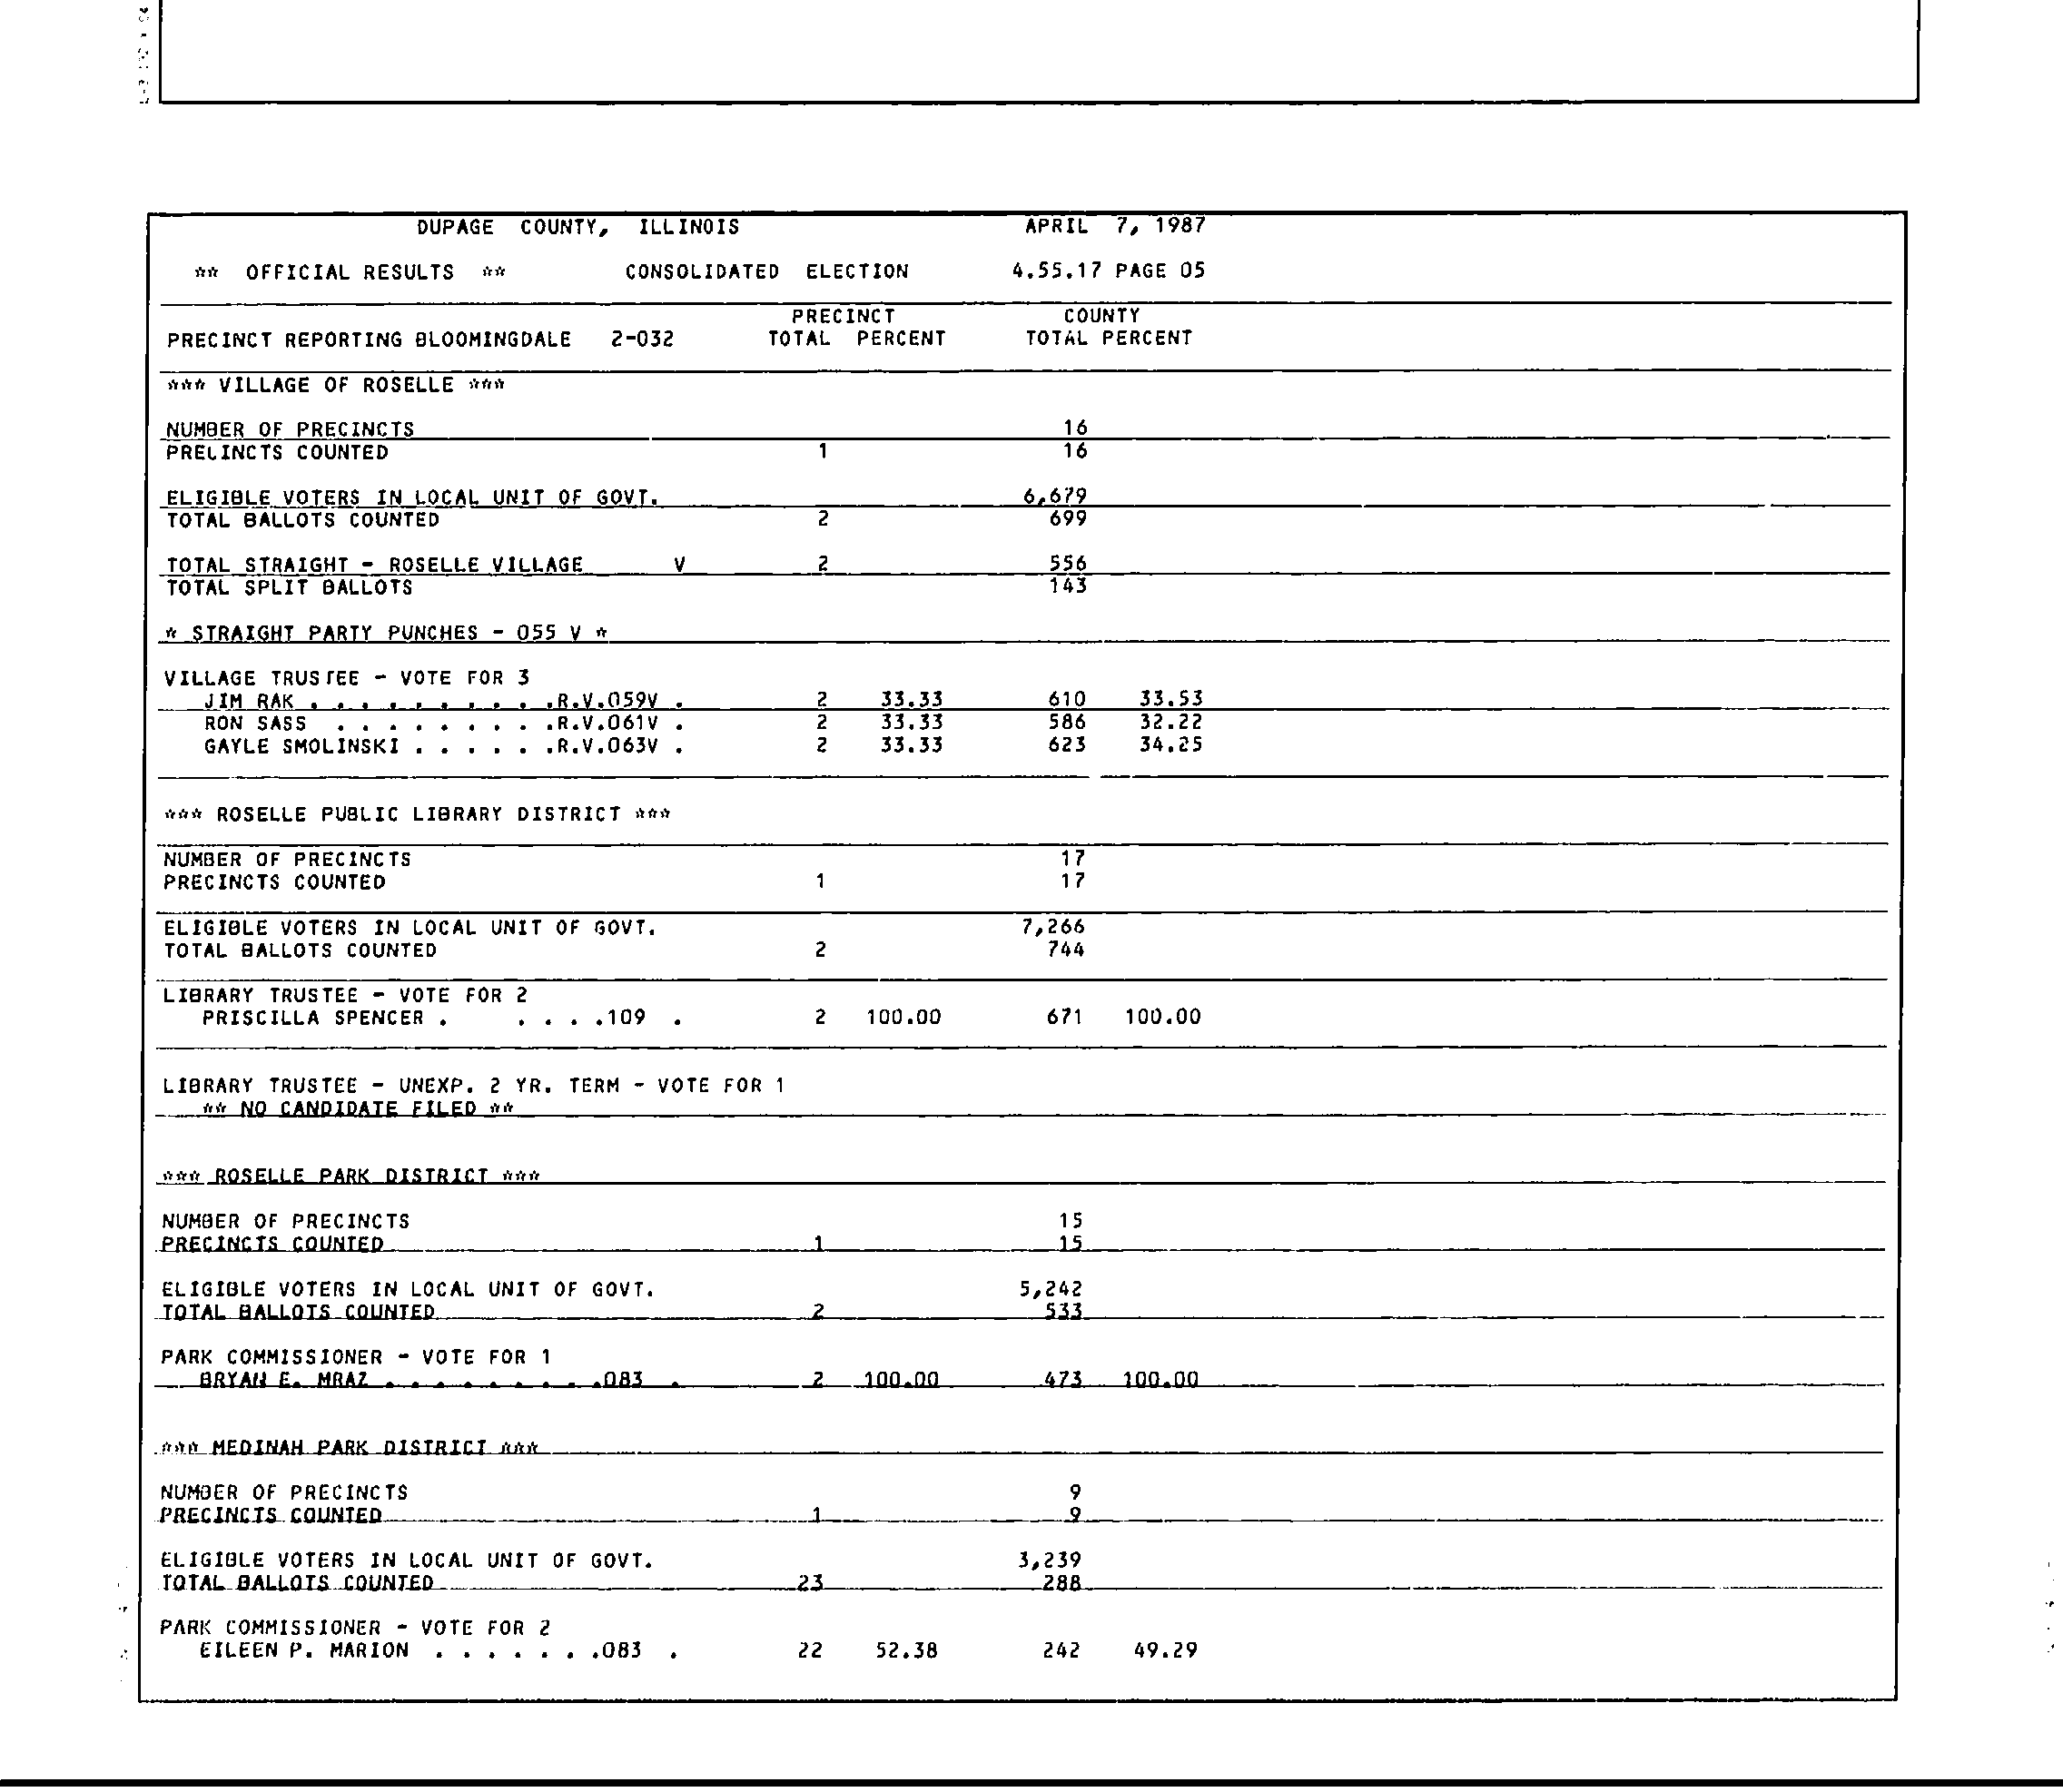 DUPAGE COUNTY, ILLINOIS APRIL 7, 1987
** OFFICIAL RESULTS ** CONSOLIDATED ELECTION 4.55.17 PAGE 05
PRECINCT COUNTY
PRECINCT REPORTING BLOOMINGDALE 2-032 TOTAL PERCENT TOTAL PERCENT
*** VILLAGE OF ROSELLE ***
NUMBER OF PRECINCTS 16
PRECINCTS COUNTED 1 16
ELIGIBLE VOTERS IN LOCAL UNIT OF GOVT. 6,679
TOTAL BALLOTS COUNTED 2 699
TOTAL STRAIGHT - ROSELLE VILLAGE V 2 556
TOTAL SPLIT BALLOTS 143
* STRAIGHT PARTY PUNCHES - 055 V *
VILLAGE TRUSTEE - VOTE FOR 3
JIM RAK . . . . . . . . . .R.V.059V . 2 33.33 610 33.53
RON SASS . . . . . . . . .R.V.061V . 2 33.33 586 32.22
GAYLE SMOLINSKI . . . . . .R.V.063V . 2 33.33 623 34.25
*** ROSELLE PUBLIC LIBRARY DISTRICT ***
NUMBER OF PRECINCTS 17
PRECINCTS COUNTED 1 17
ELIGIBLE VOTERS IN LOCAL UNIT OF GOVT. 7,266
TOTAL BALLOTS COUNTED 2 744
LIBRARY TRUSTEE - VOTE FOR 2
PRISCILLA SPENCER . . . . .109 . 2 100.00 671 100.00
LIBRARY TRUSTEE - UNEXP. 2 YR. TERM - VOTE FOR 1
** NO CANDIDATE FILED **
*** ROSELLE PARK DISTRICT ***
NUMBER OF PRECINCTS 15
PRECINCTS COUNTED 1 15
ELIGIBLE VOTERS IN LOCAL UNIT OF GOVT. 5,242
TOTAL BALLOTS COUNTED 2 533
PARK COMMISSIONER - VOTE FOR 1
BRYAN E. MRAZ . . . . . . . . .083 . 2 100.00 473 100.00
*** MEDINAH PARK DISTRICT ***
NUMBER OF PRECINCTS 9
PRECINCTS COUNTED 1 9
ELIGIBLE VOTERS IN LOCAL UNIT OF GOVT. 3,239
TOTAL BALLOTS COUNTED 23 288
PARK COMMISSIONER - VOTE FOR 2
EILEEN P. MARION . . . . . . .083 . 22 52.38 242 49.29